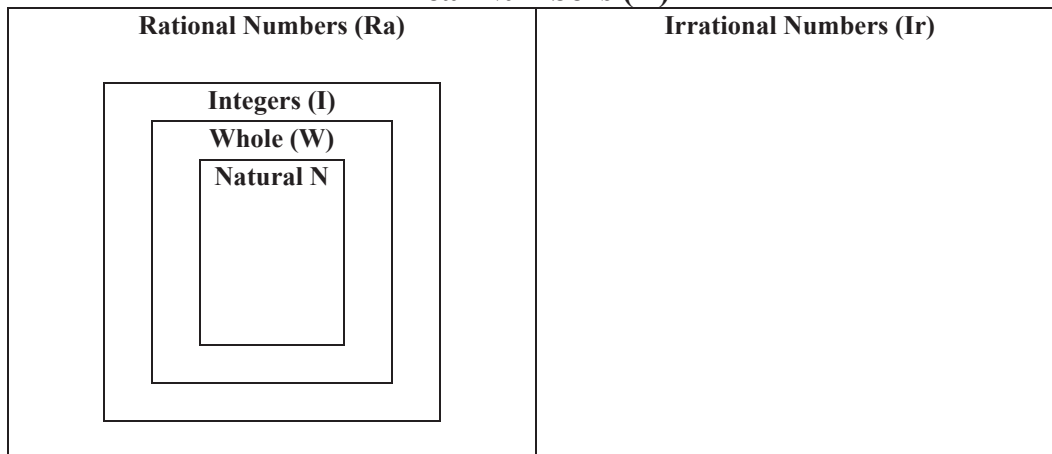 Rational Numbers (Ra)
Irrational Numbers (Ir)
Integers (I)
Whole (W)
Natural N